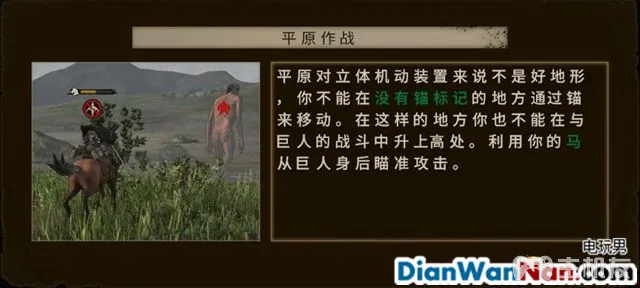 平原作战
平原对立体机动装置来说不是好地形
，你不能在没有锚标记的地方通过锚
来移动。在这样的地方你也不能在与
巨人的战斗中升上高处。利用你的马
从巨人身后瞄准攻击。
电玩男
DianWanNan.com